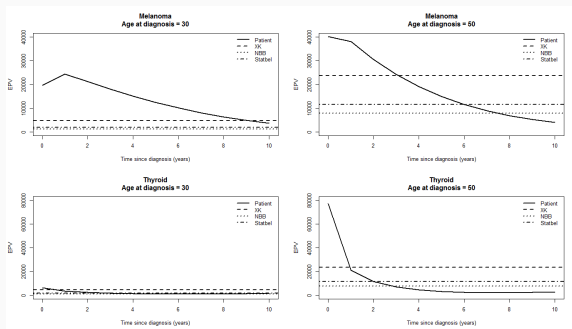 Melanoma
Age at diagnosis = 30
EPV
0 10000 20000 30000 40000
Patient
XK
NBB
Statbel
0 2 4 6 8 10
Time since diagnosis (years)
Melanoma
Age at diagnosis = 50
EPV
0 10000 20000 30000 40000
Patient
XK
NBB
Statbel
0 2 4 6 8 10
Time since diagnosis (years)
Thyroid
Age at diagnosis = 30
EPV
0 20000 40000 60000 80000
Patient
XK
NBB
Statbel
0 2 4 6 8 10
Time since diagnosis (years)
Thyroid
Age at diagnosis = 50
EPV
0 20000 40000 60000 80000
Patient
XK
NBB
Statbel
0 2 4 6 8 10
Time since diagnosis (years)